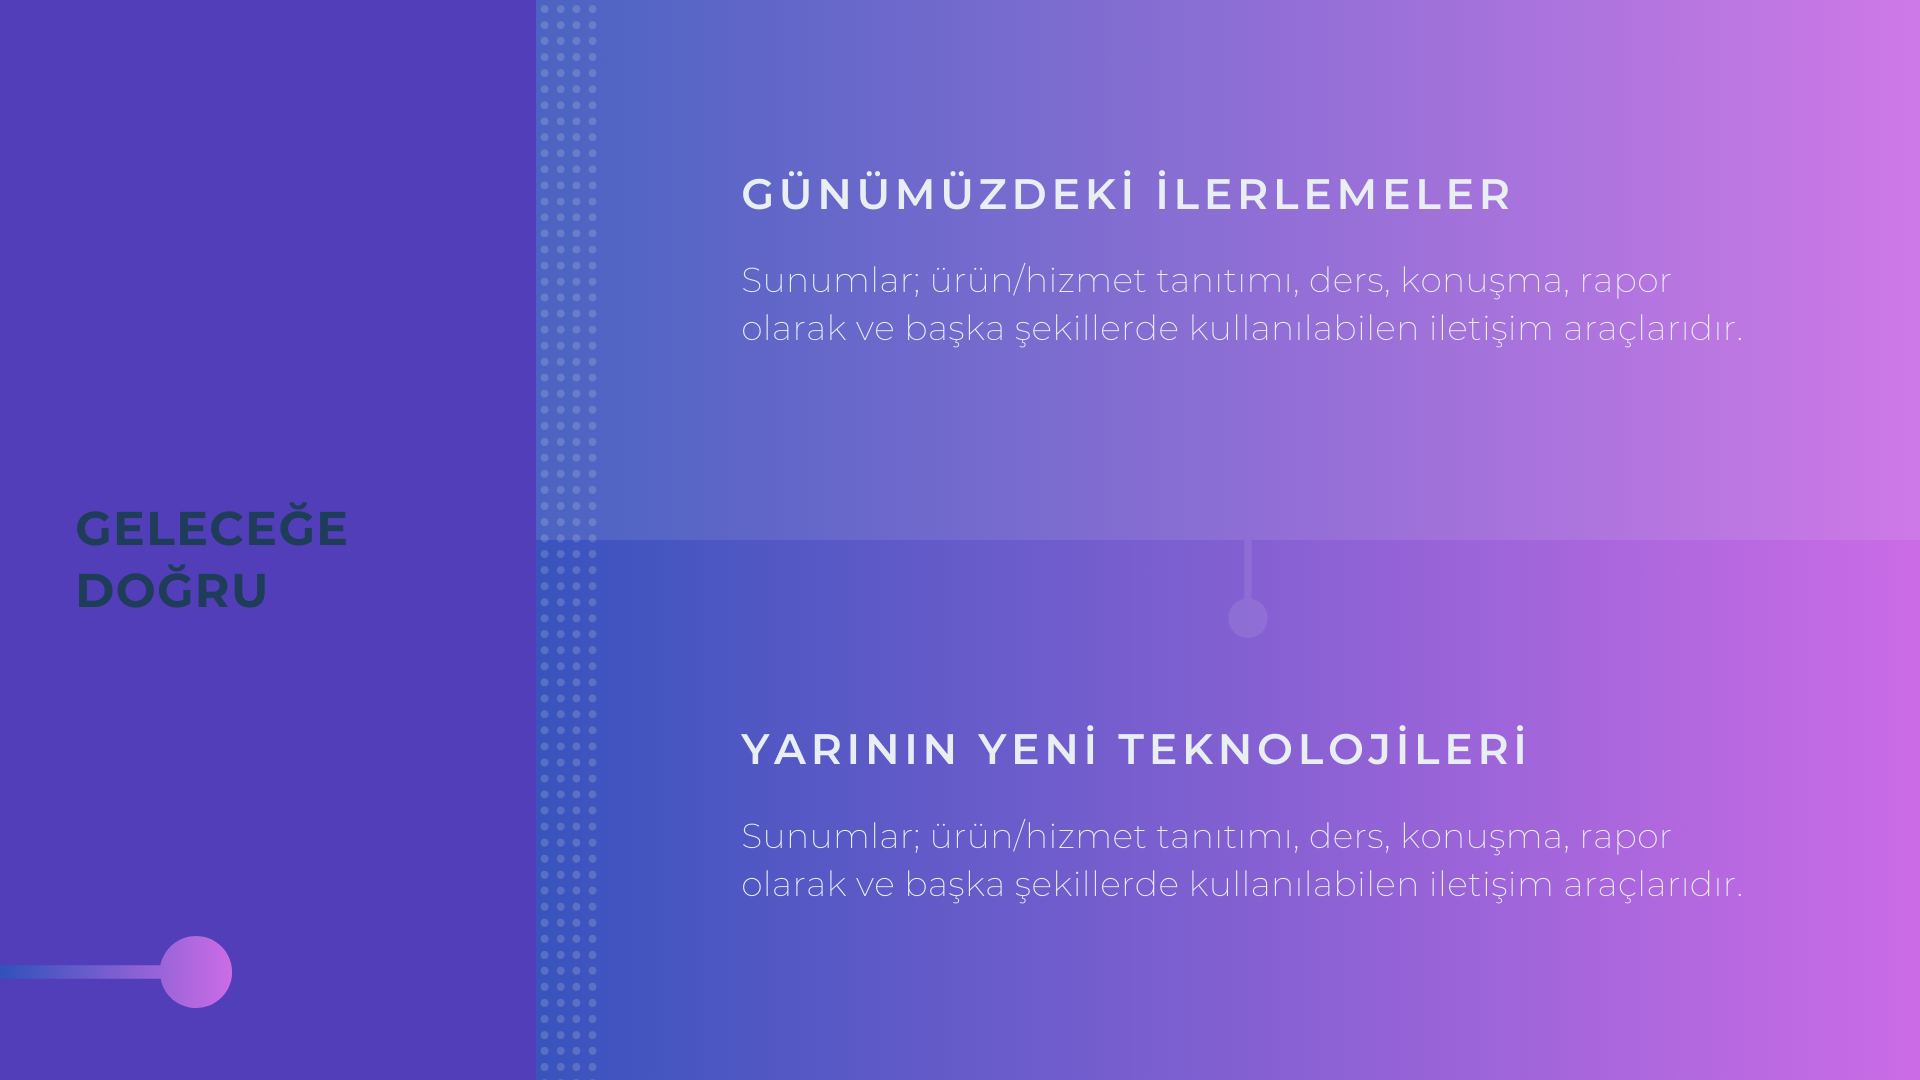 GELECEĞE
DOĞRU
GÜNÜMÜZDEKİ İLERLEMELER
Sunumlar; ürün/hizmet tanıtımı, ders, konuşma, rapor
olarak ve başka şekillerde kullanılabilen iletişim araçlarıdır.
YARININ YENİ TEKNOLOJİLERİ
Sunumlar; ürün/hizmet tanıtımı, ders, konuşma, rapor
olarak ve başka şekillerde kullanılabilen iletişim araçlarıdır.